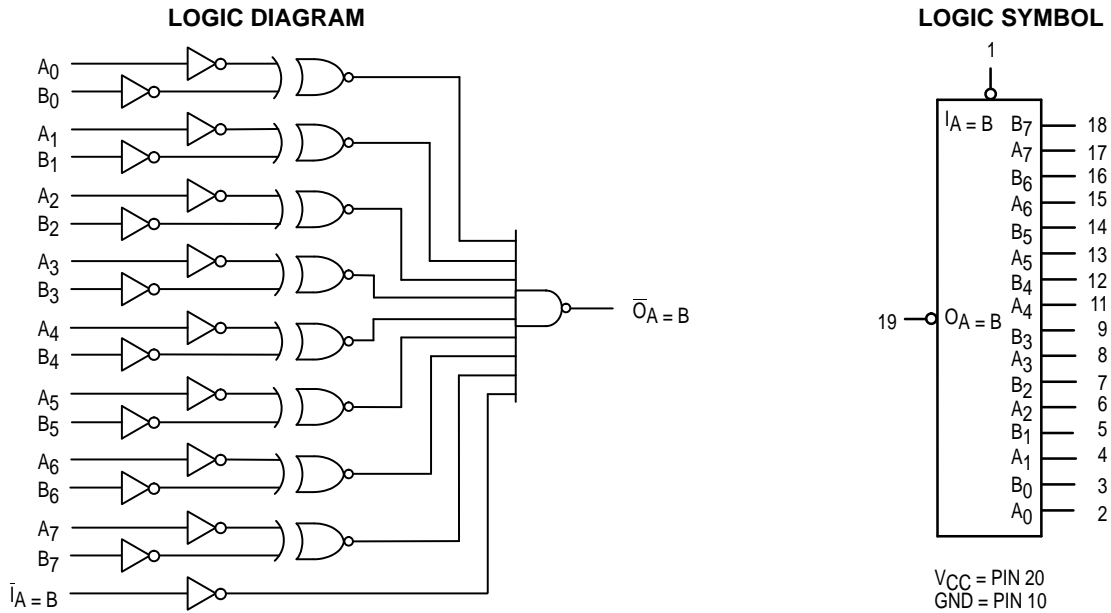 LOGIC DIAGRAM
A0
B0
A1
B1
A2
B2
A3
B3
A4
B4
A5
B5
A6
B6
A7
B7
ĪA = B
O̅A = B
LOGIC SYMBOL
1
IA = B
B7 18
A7 17
B6 16
A6 15
B5 14
A5 13
B4 12
A4 11
19 OA = B
B3 9
A3 8
B2 7
A2 6
B1 5
A1 4
B0 3
A0 2
VCC = PIN 20
GND = PIN 10